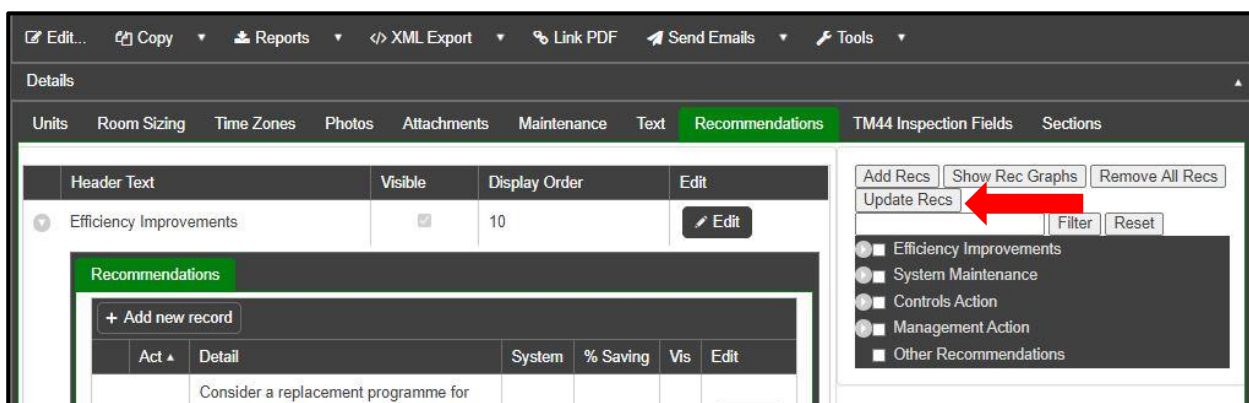 Edit... Copy Reports XML Export Link PDF Send Emails Tools
Details
Units Room Sizing Time Zones Photos Attachments Maintenance Text Recommendations TM44 Inspection Fields Sections
Header Text Visible Display Order Edit
Efficiency Improvements 10 Edit
Recommendations
+ Add new record
Act Detail System % Saving Vis Edit
Consider a replacement programme for
Add Recs Show Rec Graphs Remove All Recs
Update Recs
Filter Reset
Efficiency Improvements
System Maintenance
Controls Action
Management Action
Other Recommendations